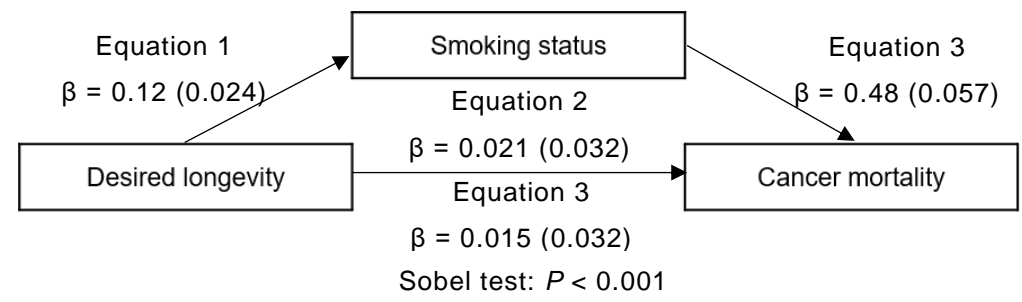 Equation 1
β = 0.12 (0.024)
Smoking status
Equation 3
β = 0.48 (0.057)
Equation 2
β = 0.021 (0.032)
Desired longevity
Cancer mortality
Equation 3
β = 0.015 (0.032)
Sobel test: P < 0.001